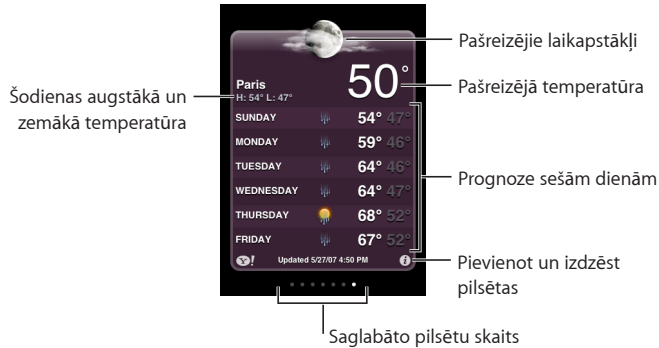 Pašreizējie laikapstākļi
Paris
H: 54° L: 47°
50°
Pašreizējā temperatūra
Šodienas augstākā un
zemākā temperatūra
SUNDAY 54° 47°
MONDAY 59° 46°
TUESDAY 64° 46°
WEDNESDAY 64° 47°
THURSDAY 68° 52°
FRIDAY 67° 52°
Prognoze sešām dienām
Y! Updated 5/27/07 4:50 PM i
Pievienot un izdzēst
pilsētas
Saglabāto pilsētu skaits